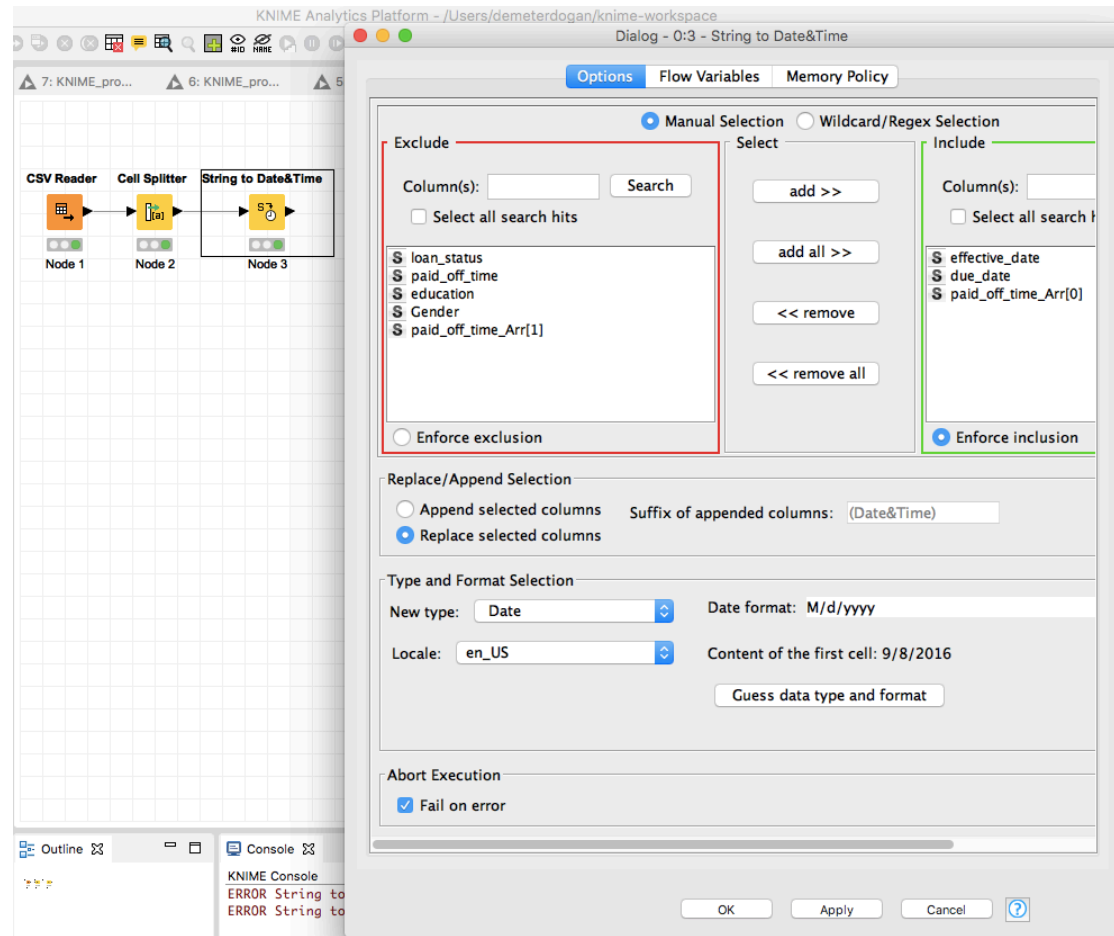 KNIME Analytics Platform - /Users/demeterdogan/knime-workspace
Dialog - 0:3 - String to Date&Time
#ID NAME
7: KNIME_pro... 6: KNIME_pro... 5
Options Flow Variables Memory Policy
Manual Selection Wildcard/Regex Selection
Exclude Select Include
Column(s): Search add >> Column(s):
Select all search hits Select all search h
CSV Reader Cell Splitter String to Date&Time
[a] S?
Node 1 Node 2 Node 3
add all >>
<< remove
<< remove all
S loan_status
S paid_off_time
S education
S Gender
S paid_off_time_Arr[1]
S effective_date
S due_date
S paid_off_time_Arr[0]
Enforce exclusion Enforce inclusion
Replace/Append Selection
Append selected columns Suffix of appended columns: (Date&Time)
Replace selected columns
Type and Format Selection
New type: Date Date format: M/d/yyyy
Locale: en_US Content of the first cell: 9/8/2016
Guess data type and format
Abort Execution
Fail on error
Outline Console
KNIME Console
ERROR String to
ERROR String to
OK Apply Cancel ?